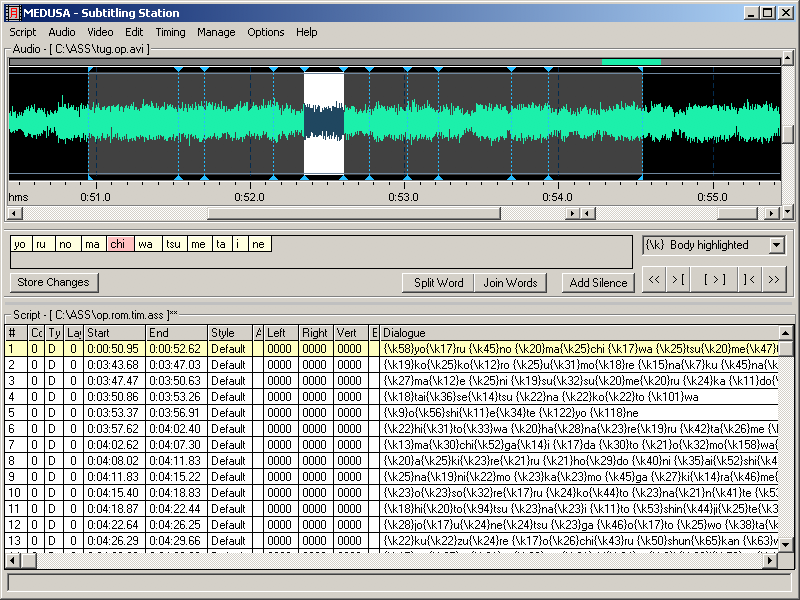 MEDUSA - Subtitling Station
Script Audio Video Edit Timing Manage Options Help
Audio - [ C:\ASS\tug.op.avi ]
hms 0:51.0 0:52.0 0:53.0 0:54.0 0:55.0
yo ru no ma chi wa tsu me ta i ne
{\k} Body highlighted
Store Changes Split Word Join Words Add Silence << > [ [ > ] ] < >>
Script - [ C:\ASS\op.rom.tim.ass ]**
# Cc Ty Lay Start End Style A Left Right Vert E Dialogue
1 0 D 0 0:00:50.95 0:00:52.62 Default 0000 0000 0000 {\k58}yo{\k17}ru {\k45}no {\k20}ma{\k25}chi {\k17}wa {\k25}tsu{\k20}me{\k47}t
2 0 D 0 0:03:43.68 0:03:47.03 Default 0000 0000 0000 {\k19}ko{\k25}ko{\k12}ro {\k25}u{\k31}mo{\k18}re {\k15}na{\k7}ku {\k45}na{\k
3 0 D 0 0:03:47.47 0:03:50.63 Default 0000 0000 0000 {\k27}ma{\k12}e {\k25}ni {\k19}su{\k32}su{\k20}me{\k20}ru {\k24}ka {\k11}do{\
4 0 D 0 0:03:50.86 0:03:53.26 Default 0000 0000 0000 {\k18}tai{\k36}se{\k14}tsu {\k22}na {\k22}ko{\k22}to {\k101}wa
5 0 D 0 0:03:53.37 0:03:56.91 Default 0000 0000 0000 {\k9}o{\k56}shi{\k11}e{\k34}te {\k122}yo {\k118}ne
6 0 D 0 0:03:57.62 0:04:02.40 Default 0000 0000 0000 {\k22}hi{\k31}to{\k33}wa {\k20}ha{\k28}na{\k23}re{\k19}ru {\k42}ta{\k26}me {\k
7 0 D 0 0:04:02.62 0:04:07.30 Default 0000 0000 0000 {\k13}ma{\k30}chi{\k52}ga{\k14}i {\k17}da {\k30}to {\k21}o{\k32}mo{\k158}wa{
8 0 D 0 0:04:08.02 0:04:11.83 Default 0000 0000 0000 {\k20}a{\k25}ki{\k23}re{\k21}ru {\k21}ho{\k29}do {\k40}ni {\k35}ai{\k52}shi{\k
9 0 D 0 0:04:11.83 0:04:15.22 Default 0000 0000 0000 {\k25}na{\k19}ni{\k22}mo {\k23}ka{\k23}mo {\k45}ga {\k27}ki{\k14}ra{\k46}me{
10 0 D 0 0:04:15.40 0:04:18.83 Default 0000 0000 0000 {\k23}o{\k23}so{\k32}re{\k17}ru {\k24}ko{\k44}to {\k23}na{\k21}n{\k41}te {\k5
11 0 D 0 0:04:18.87 0:04:22.44 Default 0000 0000 0000 {\k18}hi{\k20}to{\k94}tsu {\k23}na{\k23}i {\k11}to {\k53}shin{\k44}ji{\k25}te{\k
12 0 D 0 0:04:22.64 0:04:26.25 Default 0000 0000 0000 {\k28}jo{\k17}u{\k24}ne{\k24}tsu {\k23}ga {\k46}o{\k17}to {\k25}wo {\k38}ta{\k
13 0 D 0 0:04:26.29 0:04:29.66 Default 0000 0000 0000 {\k22}ku{\k22}zu{\k24}re {\k17}o{\k26}chi{\k43}ru {\k50}shun{\k65}kan {\k63}w